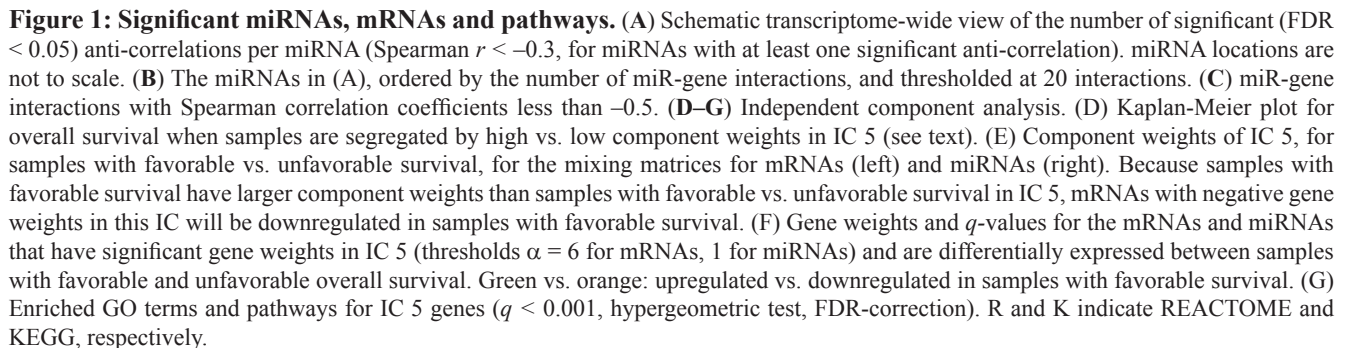 Figure 1: Significant miRNAs, mRNAs and pathways. (A) Schematic transcriptome-wide view of the number of significant (FDR
< 0.05) anti-correlations per miRNA (Spearman r < –0.3, for miRNAs with at least one significant anti-correlation). miRNA locations are
not to scale. (B) The miRNAs in (A), ordered by the number of miR-gene interactions, and thresholded at 20 interactions. (C) miR-gene
interactions with Spearman correlation coefficients less than –0.5. (D–G) Independent component analysis. (D) Kaplan-Meier plot for
overall survival when samples are segregated by high vs. low component weights in IC 5 (see text). (E) Component weights of IC 5, for
samples with favorable vs. unfavorable survival, for the mixing matrices for mRNAs (left) and miRNAs (right). Because samples with
favorable survival have larger component weights than samples with favorable vs. unfavorable survival in IC 5, mRNAs with negative gene
weights in this IC will be downregulated in samples with favorable survival. (F) Gene weights and q-values for the mRNAs and miRNAs
that have significant gene weights in IC 5 (thresholds α = 6 for mRNAs, 1 for miRNAs) and are differentially expressed between samples
with favorable and unfavorable overall survival. Green vs. orange: upregulated vs. downregulated in samples with favorable survival. (G)
Enriched GO terms and pathways for IC 5 genes (q < 0.001, hypergeometric test, FDR-correction). R and K indicate REACTOME and
KEGG, respectively.